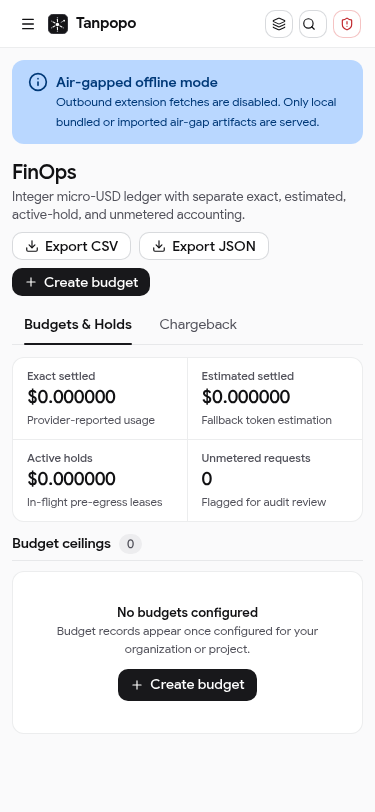 Tanpopo
Air-gapped offline mode
Outbound extension fetches are disabled. Only local
bundled or imported air-gap artifacts are served.
FinOps
Integer micro-USD ledger with separate exact, estimated,
active-hold, and unmetered accounting.
Export CSV
Export JSON
Create budget
Budgets & Holds
Chargeback
Exact settled
$0.000000
Provider-reported usage
Estimated settled
$0.000000
Fallback token estimation
Active holds
$0.000000
In-flight pre-egress leases
Unmetered requests
0
Flagged for audit review
Budget ceilings
0
No budgets configured
Budget records appear once configured for your
organization or project.
Create budget